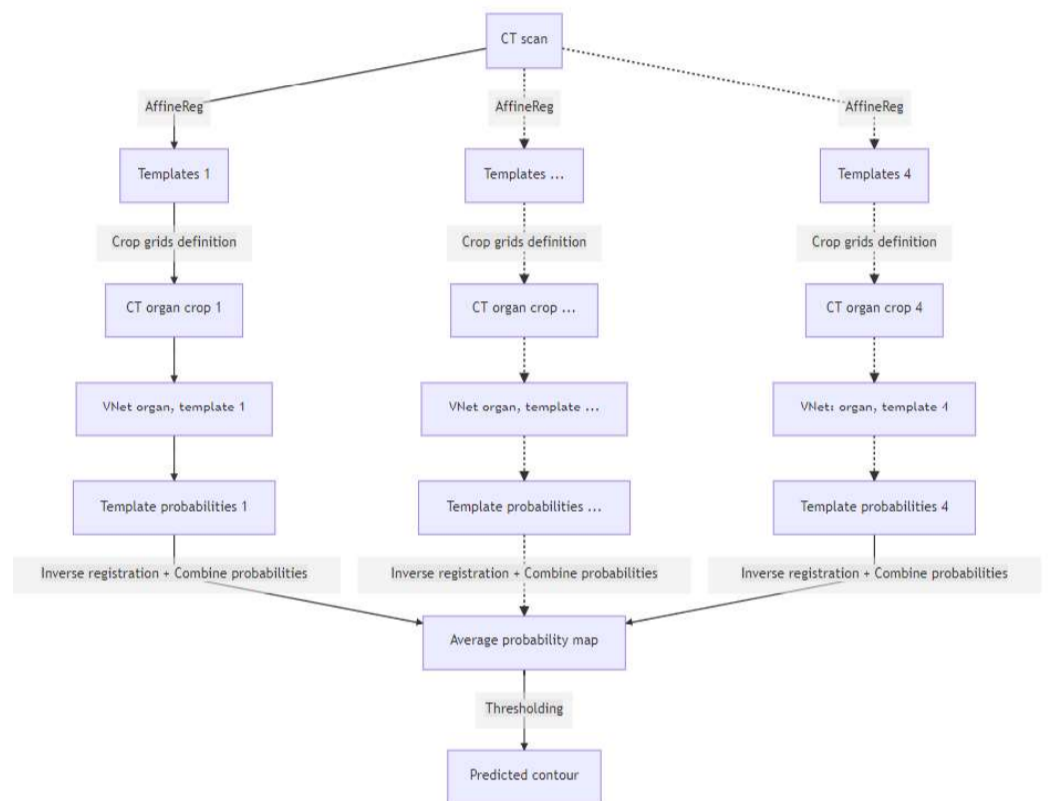 CT scan
AffineReg
AffineReg
AffineReg
Templates 1
Templates ...
Templates 4
Crop grids definition
Crop grids definition
Crop grids definition
CT organ crop 1
CT organ crop ...
CT organ crop 4
VNet organ, template 1
VNet organ, template ...
VNet: organ, template 4
Template probabilities 1
Template probabilities ...
Template probabilities 4
Inverse registration + Combine probabilities
Inverse registration + Combine probabilities
Inverse registration + Combine probabilities
Average probability map
Thresholding
Predicted contour